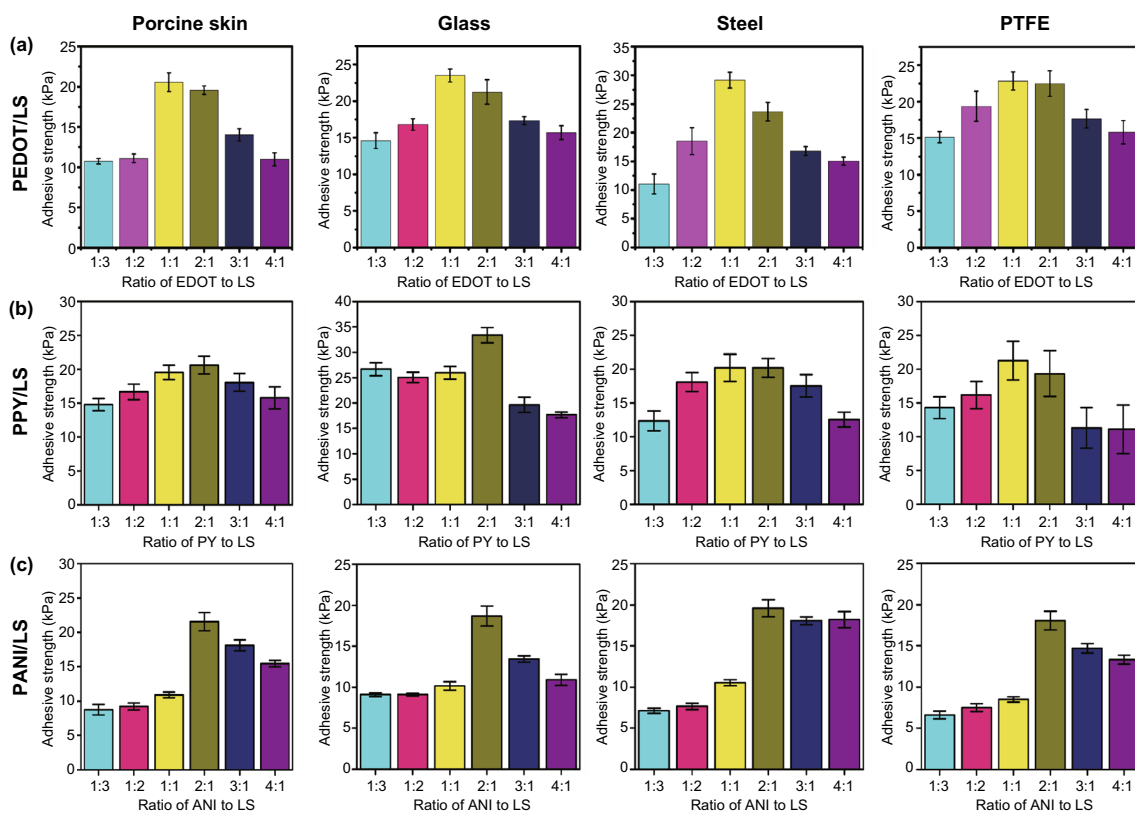 Porcine skin Glass Steel PTFE
(a)
PEDOT/LS
Adhesive strength (kPa)
25
20
15
10
5
0
1:3 1:2 1:1 2:1 3:1 4:1
Ratio of EDOT to LS
Adhesive strength (kPa)
25
20
15
10
5
0
1:3 1:2 1:1 2:1 3:1 4:1
Ratio of EDOT to LS
Adhesive strength (kPa)
35
30
25
20
15
10
5
0
1:3 1:2 1:1 2:1 3:1 4:1
Ratio of EDOT to LS
Adhesive strength (kPa)
25
20
15
10
5
0
1:3 1:2 1:1 2:1 3:1 4:1
Ratio of EDOT to LS
(b)
PPY/LS
Adhesive strength (kPa)
30
25
20
15
10
5
0
1:3 1:2 1:1 2:1 3:1 4:1
Ratio of PY to LS
Adhesive strength (kPa)
40
35
30
25
20
15
10
5
0
1:3 1:2 1:1 2:1 3:1 4:1
Ratio of PY to LS
Adhesive strength (kPa)
30
25
20
15
10
5
0
1:3 1:2 1:1 2:1 3:1 4:1
Ratio of PY to LS
Adhesive strength (kPa)
30
25
20
15
10
5
0
1:3 1:2 1:1 2:1 3:1 4:1
Ratio of PY to LS
(c)
PANI/LS
Adhesive strength (kPa)
30
25
20
15
10
5
0
1:3 1:2 1:1 2:1 3:1 4:1
Ratio of ANI to LS
Adhesive strength (kPa)
25
20
15
10
5
0
1:3 1:2 1:1 2:1 3:1 4:1
Ratio of ANI to LS
Adhesive strength (kPa)
25
20
15
10
5
0
1:3 1:2 1:1 2:1 3:1 4:1
Ratio of ANI to LS
Adhesive strength (kPa)
25
20
15
10
5
0
1:3 1:2 1:1 2:1 3:1 4:1
Ratio of ANI to LS